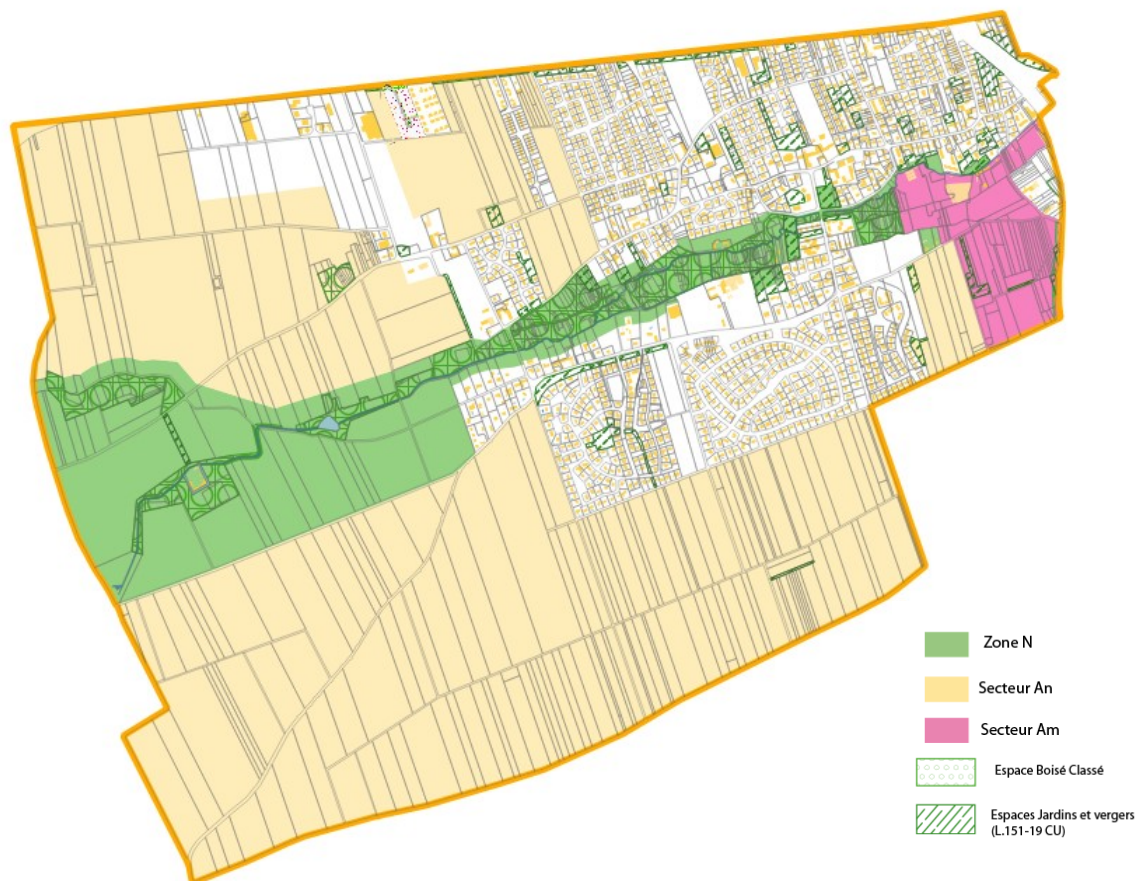 Zone N
Secteur An
Secteur Am
Espace Boisé Classé
Espaces Jardins et vergers
(L.151-19 CU)